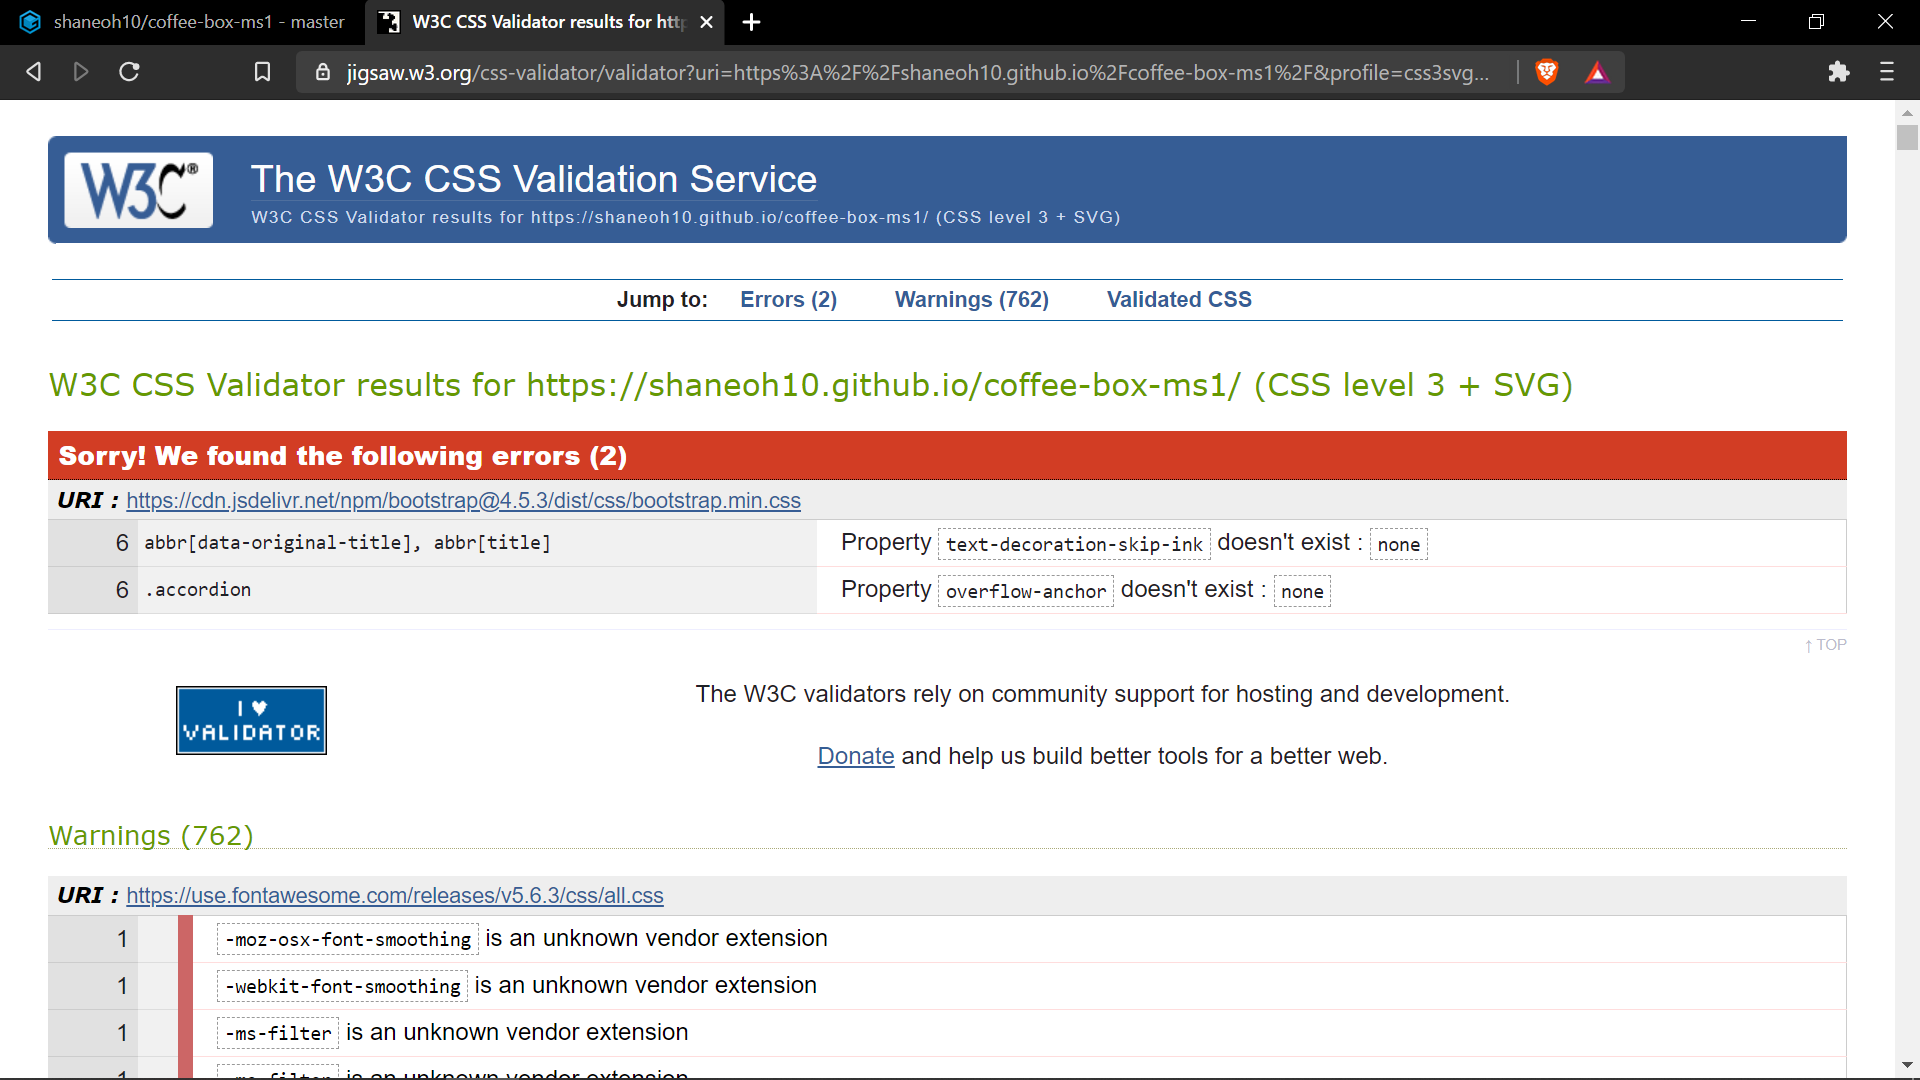 shaneoh10/coffee-box-ms1 - master
W3C CSS Validator results for http
jigsaw.w3.org/css-validator/validator?uri=https%3A%2F%2Fshaneoh10.github.io%2Fcoffee-box-ms1%2F&profile=css3svg...
W3C®
The W3C CSS Validation Service
W3C CSS Validator results for https://shaneoh10.github.io/coffee-box-ms1/ (CSS level 3 + SVG)
Jump to: Errors (2) Warnings (762) Validated CSS
W3C CSS Validator results for https://shaneoh10.github.io/coffee-box-ms1/ (CSS level 3 + SVG)
Sorry! We found the following errors (2)
URI : https://cdn.jsdelivr.net/npm/bootstrap@4.5.3/dist/css/bootstrap.min.css
6 abbr[data-original-title], abbr[title] Property text-decoration-skip-ink doesn't exist : none
6 .accordion Property overflow-anchor doesn't exist : none
↑ TOP
I ♥
VALIDATOR
The W3C validators rely on community support for hosting and development.
Donate and help us build better tools for a better web.
Warnings (762)
URI : https://use.fontawesome.com/releases/v5.6.3/css/all.css
1 -moz-osx-font-smoothing is an unknown vendor extension
1 -webkit-font-smoothing is an unknown vendor extension
1 -ms-filter is an unknown vendor extension
1 -ms-filter is an unknown vendor extension